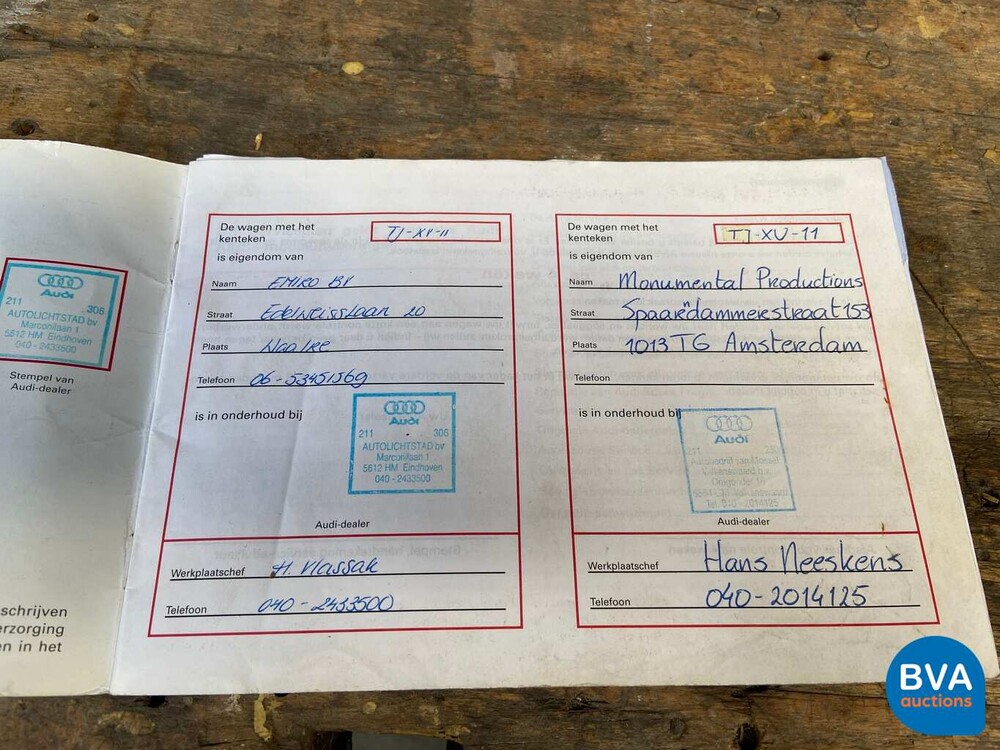 Audi
211 306
AUTOLICHTSTAD bv
Marconilaan 1
5612 HM Eindhoven
040 - 2433500
Stempel van
Audi-dealer
schrijven
erzorging
en in het
De wagen met het
kenteken TJ-XV-11
is eigendom van
Naam EMIRO BV
Straat Edelweisslaan 20
Plaats Waalre
Telefoon 06-53451569
is in onderhoud bij
Audi
211 306
AUTOLICHTSTAD bv
Marconilaan 1
5612 HM Eindhoven
040 - 2433500
Audi-dealer
Werkplaatschef H. Vlassak
Telefoon 040-2433500
De wagen met het
kenteken TJ-XV-11
is eigendom van
Naam Monumental Productions
Straat Spaarndammerstraat 153
Plaats 1013 TG Amsterdam
Telefoon
is in onderhoud bij
Audi
211
Tel. 040 - 2014125
Audi-dealer
Werkplaatschef Hans Neeskens
Telefoon 040-2014125
BVA
auctions